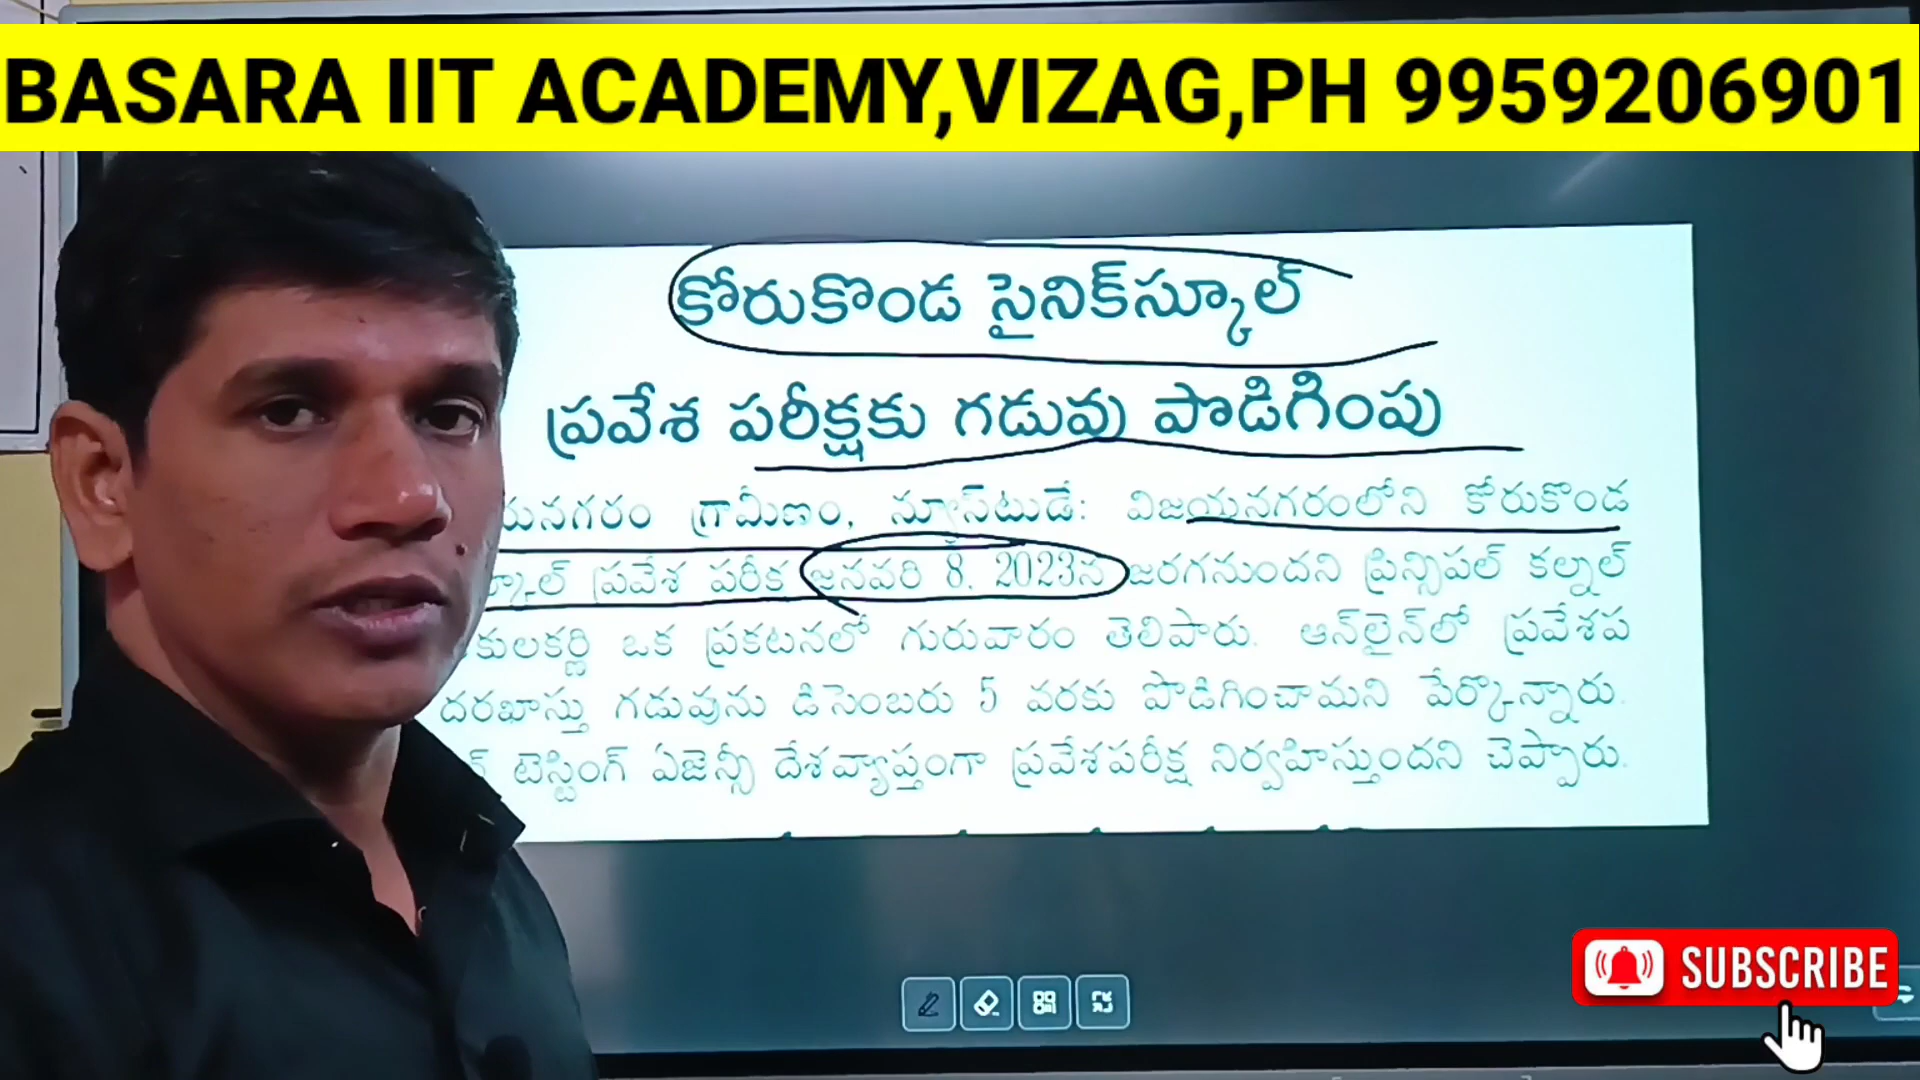 BASARA IIT ACADEMY,VIZAG,PH 9959206901
కోరుకొండ సైనిక్‌స్కూల్
ప్రవేశ పరీక్షకు గడువు పొడిగింపు
గ్రామీణం, న్యూస్‌టుడే: విజయనగరంలోని కోరుకొండ
ప్రవేశ పరీక జనవరి 8, 2023న జరగనుందని ప్రిన్సిపల్ కల్నల్
కులకర్ణి ఒక ప్రకటనలో గురువారం తెలిపారు. ఆన్‌లైన్‌లో ప్రవేశప
దరఖాస్తు గడువును డిసెంబరు 5 వరకు పొడిగించామని పేర్కొన్నారు.
టెస్టింగ్ ఏజెన్సీ దేశవ్యాప్తంగా ప్రవేశపరీక్ష నిర్వహిస్తుందని చెప్పారు.
SUBSCRIBE